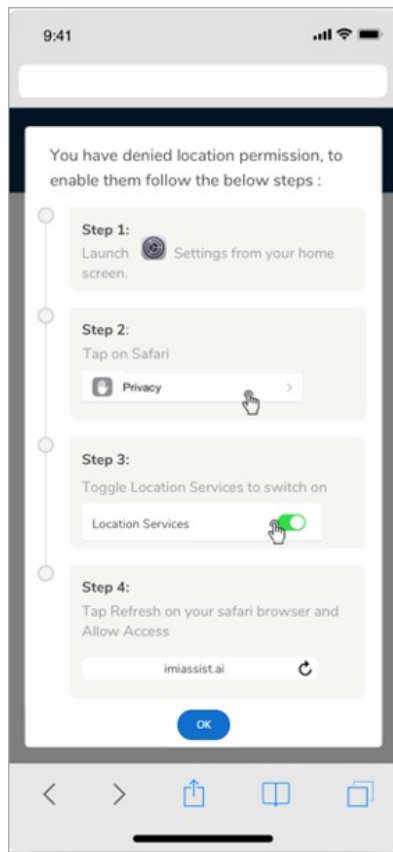 9:41
You have denied location permission, to
enable them follow the below steps :
Step 1:
Launch Settings from your home
screen.
Step 2:
Tap on Safari
Privacy
Step 3:
Toggle Location Services to switch on
Location Services
Step 4:
Tap Refresh on your safari browser and
Allow Access
imiassist.ai
OK